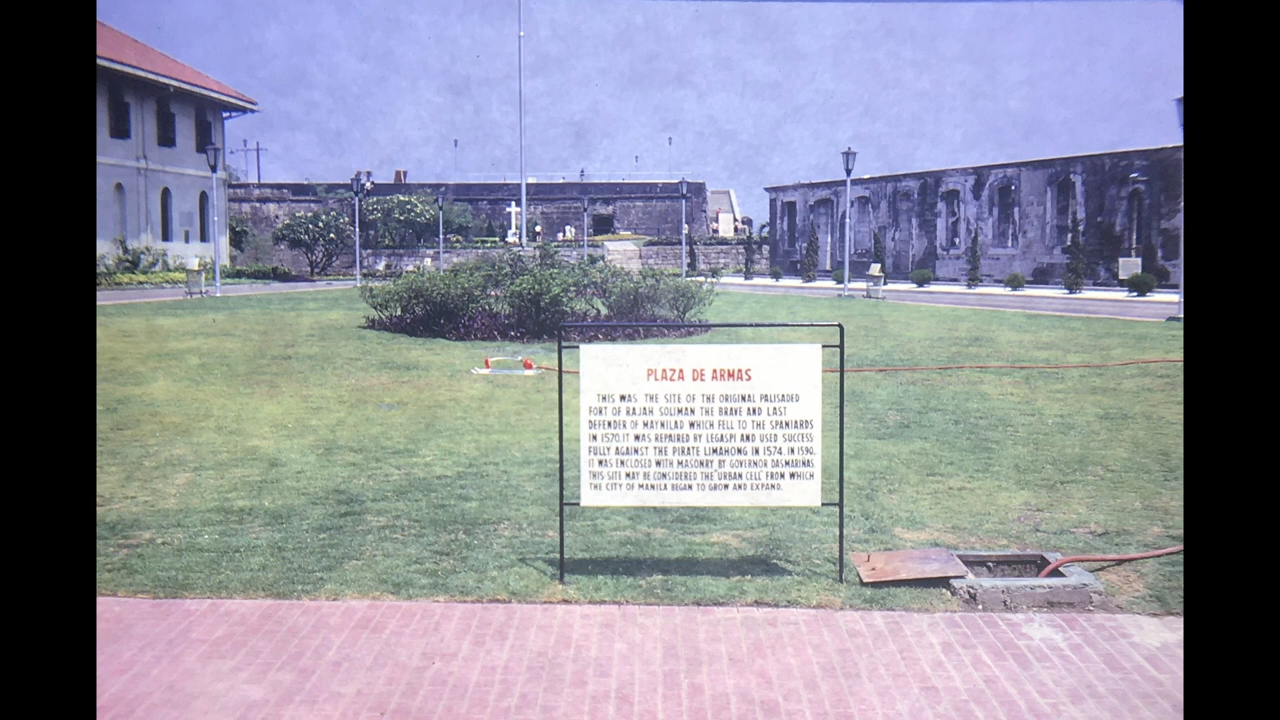 PLAZA DE ARMAS
THIS WAS THE SITE OF THE ORIGINAL PALISADED
FORT OF RAJAH SOLIMAN THE BRAVE AND LAST
DEFENDER OF MAYNILAD WHICH FELL TO THE SPANIARDS
IN 1570. IT WAS REPAIRED BY LEGASPI AND USED SUCCESS
FULLY AGAINST THE PIRATE LIMAHONG IN 1574. IN 1590,
IT WAS ENCLOSED WITH MASONRY BY GOVERNOR DASMARIÑAS
THIS SITE MAY BE CONSIDERED THE "URBAN CELL" FROM WHICH
THE CITY OF MANILA BEGAN TO GROW AND EXPAND.